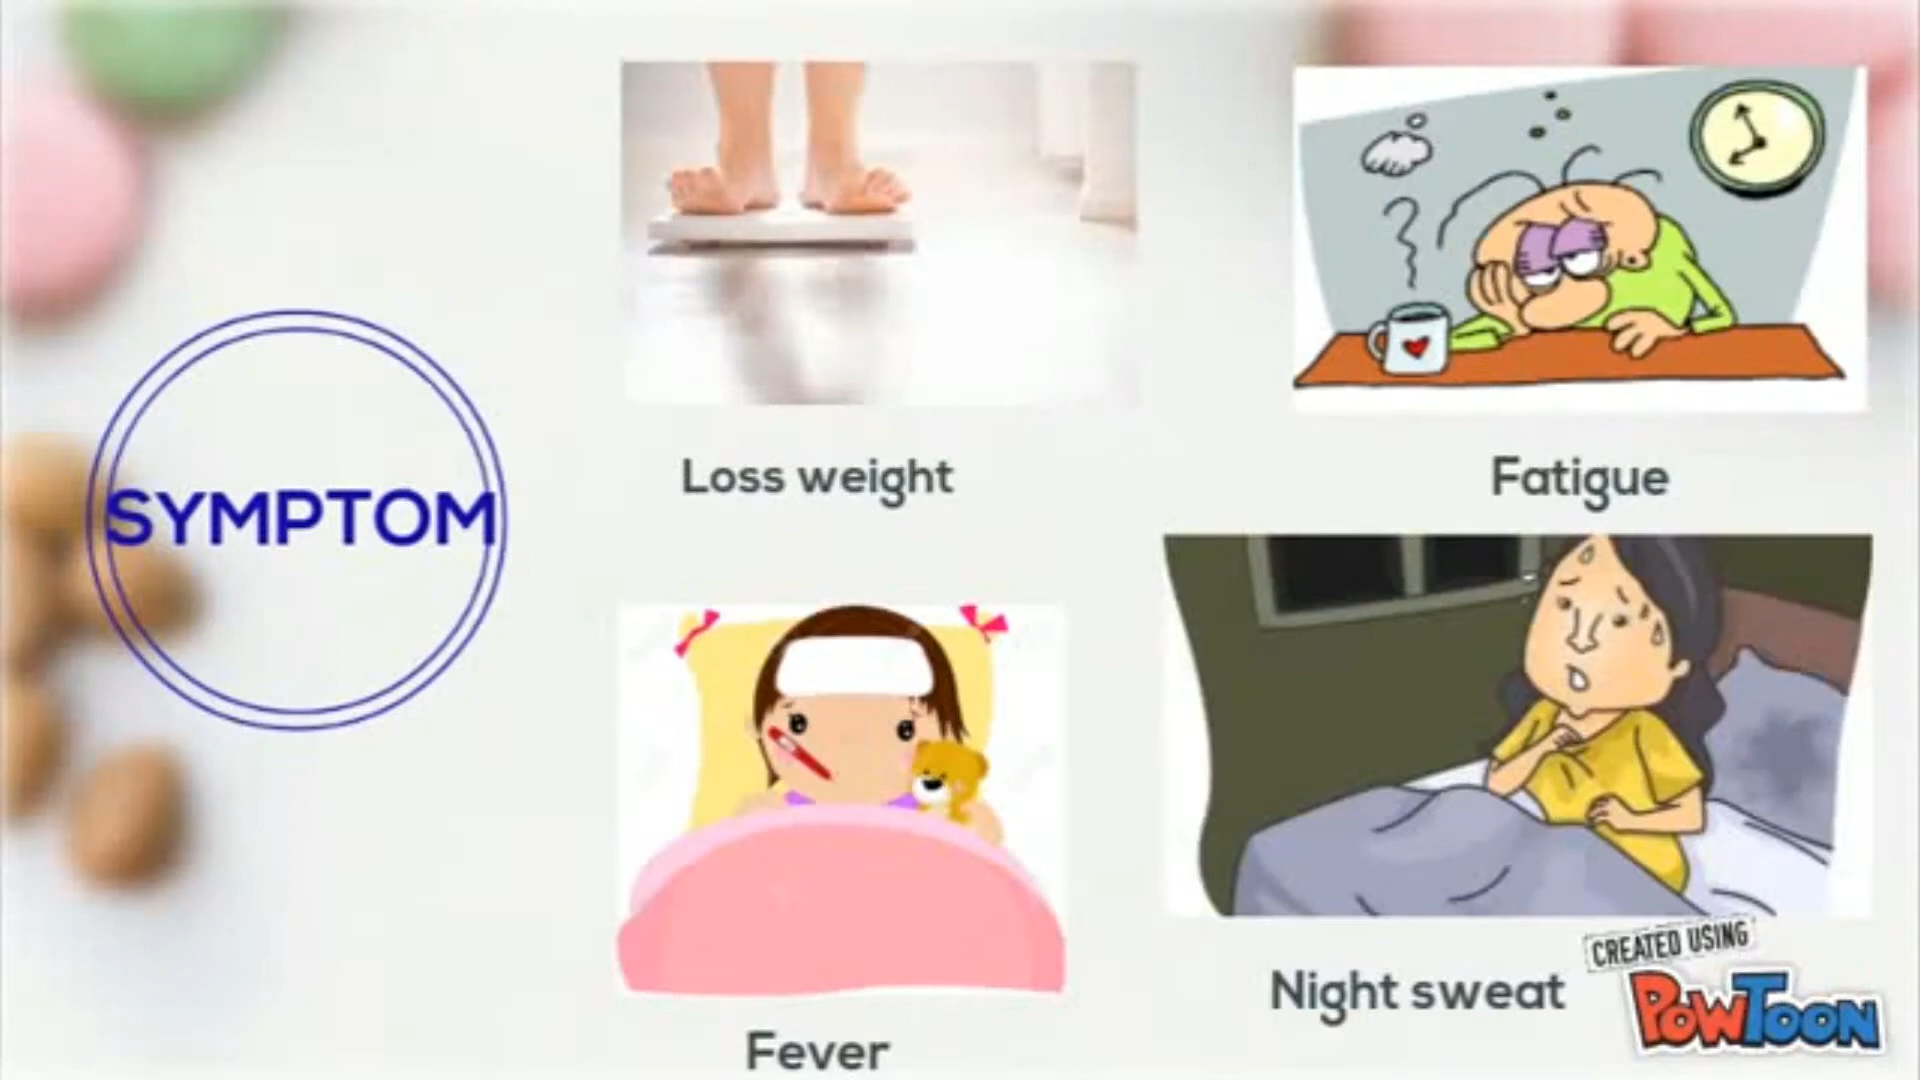 SYMPTOM
Loss weight
Fatigue
Fever
Night sweat
CREATED USING
POWTOON